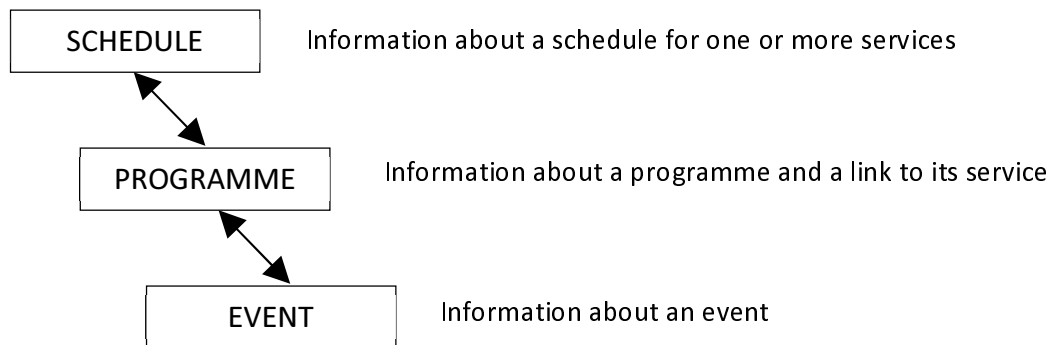 SCHEDULE Information about a schedule for one or more services
PROGRAMME Information about a programme and a link to its service
EVENT Information about an event